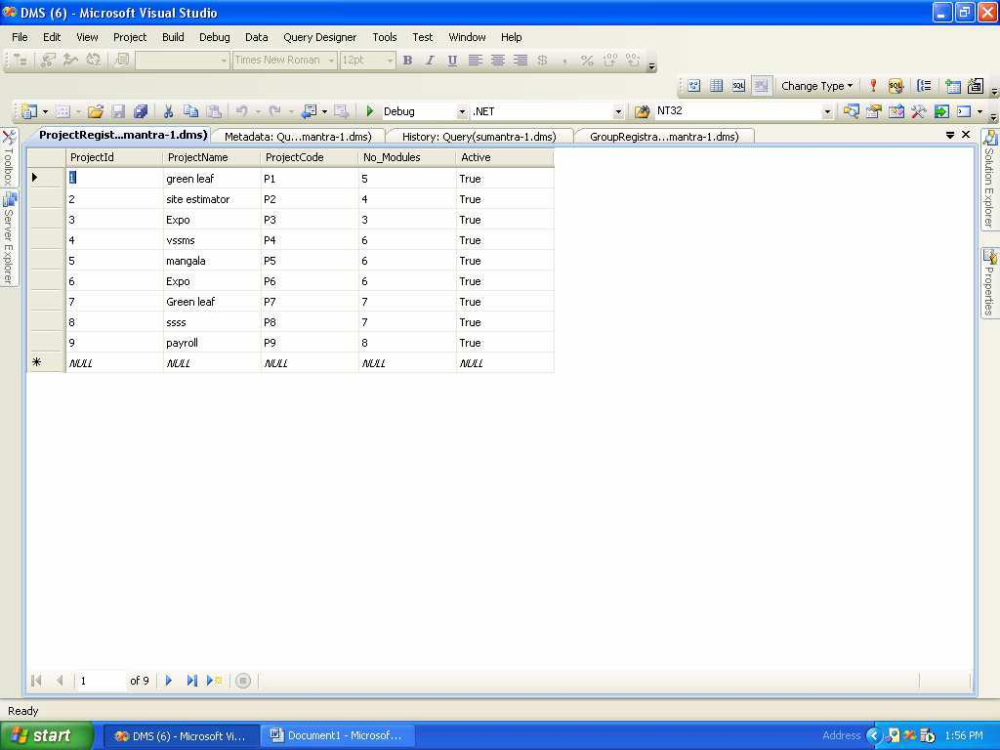 DMS (6) - Microsoft Visual Studio
File Edit View Project Build Debug Data Query Designer Tools Test Window Help
Times New Roman 12pt B I U $ , %
SQL Change Type ! SQL
Debug .NET NT32
ProjectRegist...mantra-1.dms) Metadata: Qu...mantra-1.dms) History: Query(sumantra-1.dms) GroupRegistra...mantra-1.dms)
Toolbox
Server Explorer
Solution Explorer
Properties
ProjectId ProjectName ProjectCode No_Modules Active
1 green leaf P1 5 True
2 site estimator P2 4 True
3 Expo P3 3 True
4 vssms P4 6 True
5 mangala P5 6 True
6 Expo P6 6 True
7 Green leaf P7 7 True
8 ssss P8 7 True
9 payroll P9 8 True
NULL NULL NULL NULL NULL
1 of 9
Ready
start DMS (6) - Microsoft Vi... Document1 - Microsof... Address 1:56 PM